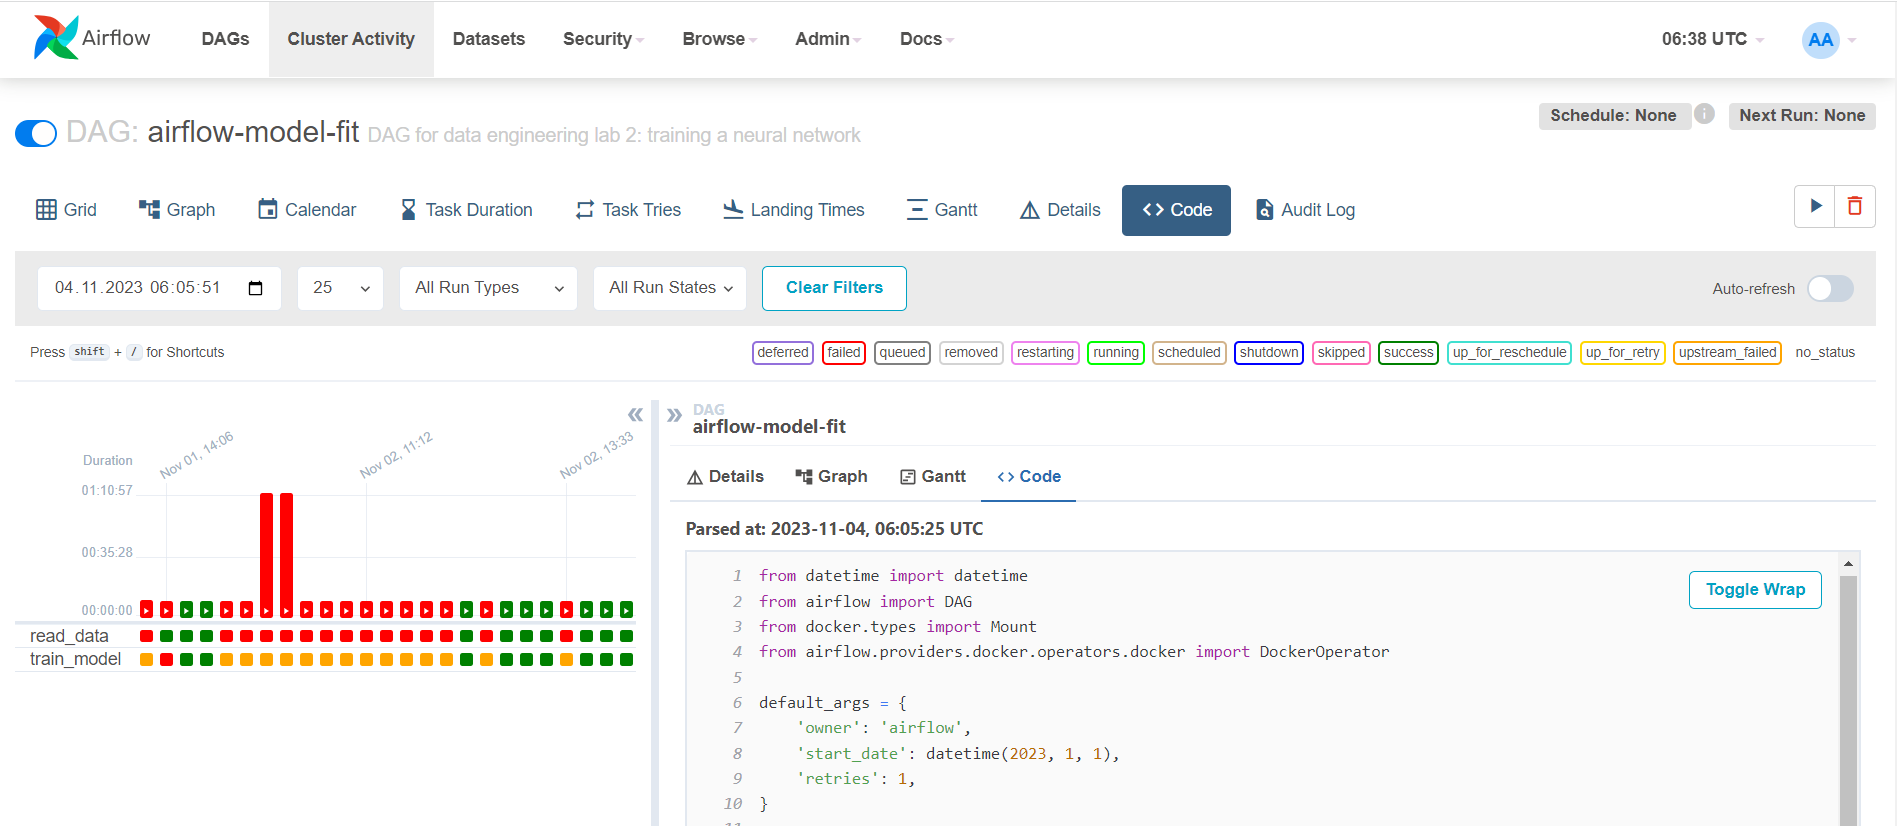 Airflow
DAGs
Cluster Activity
Datasets
Security
Browse
Admin
Docs
06:38 UTC
AA
Schedule: None
Next Run: None
DAG: airflow-model-fit DAG for data engineering lab 2: training a neural network
Grid
Graph
Calendar
Task Duration
Task Tries
Landing Times
Gantt
Details
Code
Audit Log
04.11.2023 06:05:51
25
All Run Types
All Run States
Clear Filters
Auto-refresh
Press shift + / for Shortcuts
deferred
failed
queued
removed
restarting
running
scheduled
shutdown
skipped
success
up_for_reschedule
up_for_retry
upstream_failed
no_status
Nov 01, 14:06
Nov 02, 11:12
Nov 02, 13:33
Duration
01:10:57
00:35:28
00:00:00
read_data
train_model
DAG
airflow-model-fit
Details
Graph
Gantt
Code
Parsed at: 2023-11-04, 06:05:25 UTC
Toggle Wrap
1 from datetime import datetime
2 from airflow import DAG
3 from docker.types import Mount
4 from airflow.providers.docker.operators.docker import DockerOperator
5
6 default_args = {
7 'owner': 'airflow',
8 'start_date': datetime(2023, 1, 1),
9 'retries': 1,
10 }